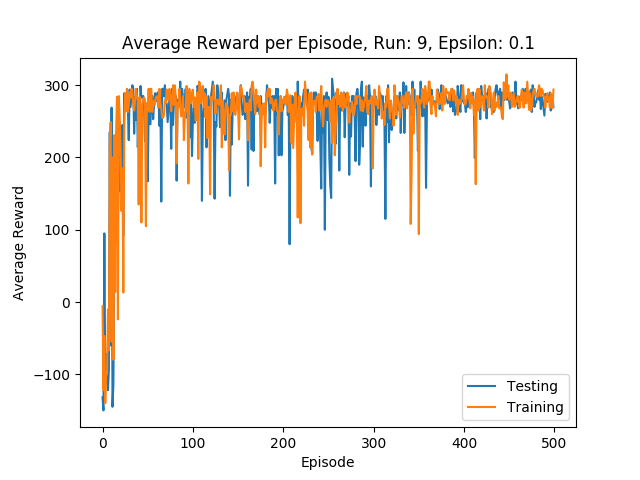 Average Reward per Episode, Run: 9, Epsilon: 0.1
Average Reward
300
200
100
0
−100
0 100 200 300 400 500
Episode
Testing
Training